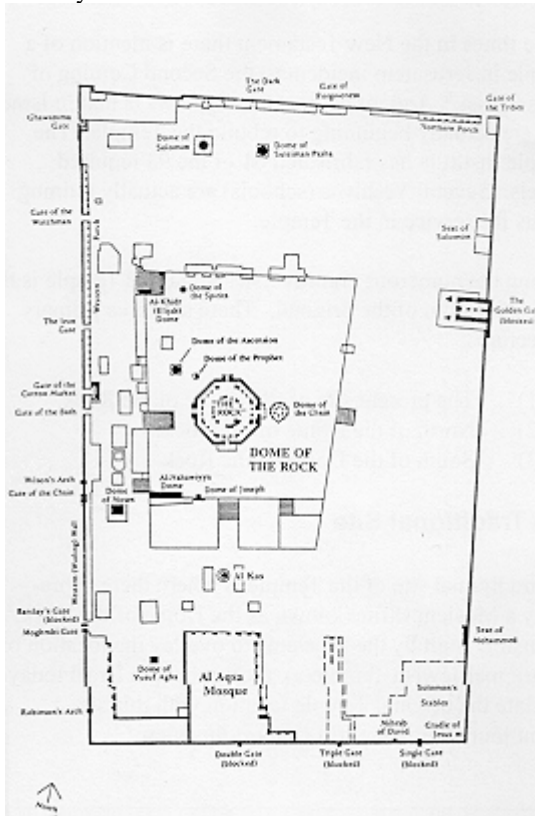 The Dark
Gate
Gate of
Forgiveness
Gate of
the Tribes
Ghawanima
Gate
Northern Porch
Dome of
Solomon
Dome of
Suleiman Pasha
Gate of the
Watchman
Seat of
Solomon
Western
Dome of
the Spirits
Al-Khidr
(Elijah)
Dome
The
Golden Gate
(blocked)
The Iron
Gate
Dome of the Ascension
Dome of the Prophet
Gate of the
Cotton Market
Gate of the Bath
THE
ROCK
Dome of
the Chain
DOME OF
THE ROCK
Wilson's Arch
Gate of the Chain
Dome
of Moses
Al-Nahawiyya
Dome
Dome of Joseph
Western (Wailing) Wall
Al Kas
Barclay's Gate
(blocked)
Moghrabi Gate
Seat of
Mohammed
Dome of
Yusuf Agha
Al Aqsa
Mosque
Solomon's
Stables
Robinson's Arch
Mihrab
of David
Cradle of
Jesus
Double Gate
(blocked)
Triple Gate
(blocked)
Single Gate
(blocked)
North